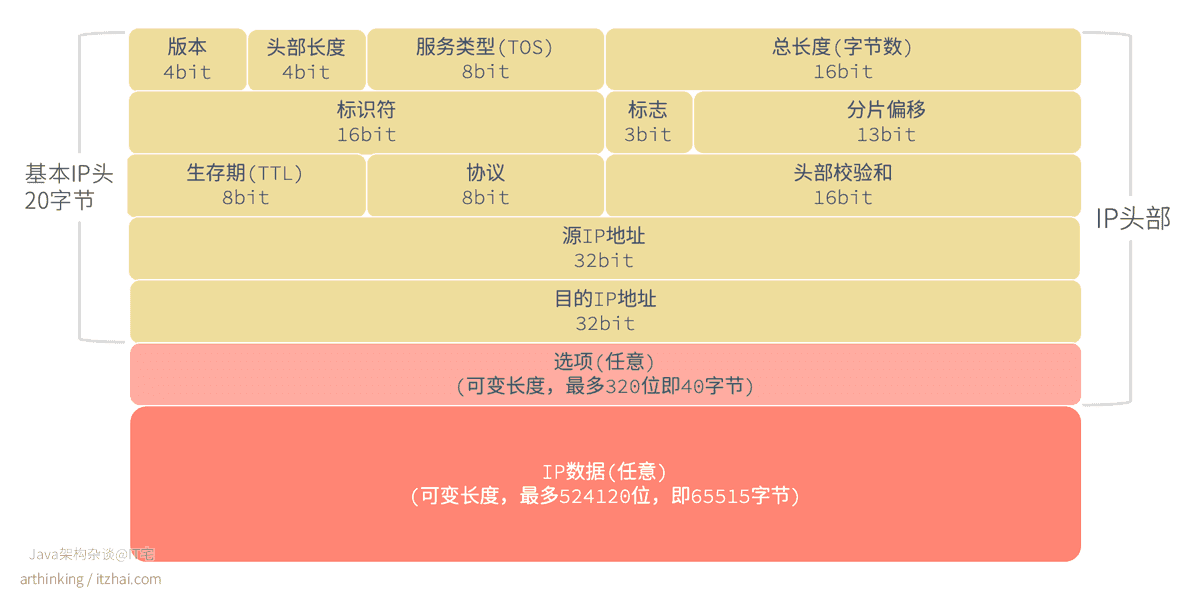 版本
4bit
头部长度
4bit
服务类型(TOS)
8bit
总长度(字节数)
16bit
标识符
16bit
标志
3bit
分片偏移
13bit
基本IP头
20字节
生存期(TTL)
8bit
协议
8bit
头部校验和
16bit
IP头部
源IP地址
32bit
目的IP地址
32bit
选项(任意)
(可变长度，最多320位即40字节)
IP数据(任意)
(可变长度，最多524120位，即65515字节)
Java架构杂谈@IT宅
arthinking / itzhai.com